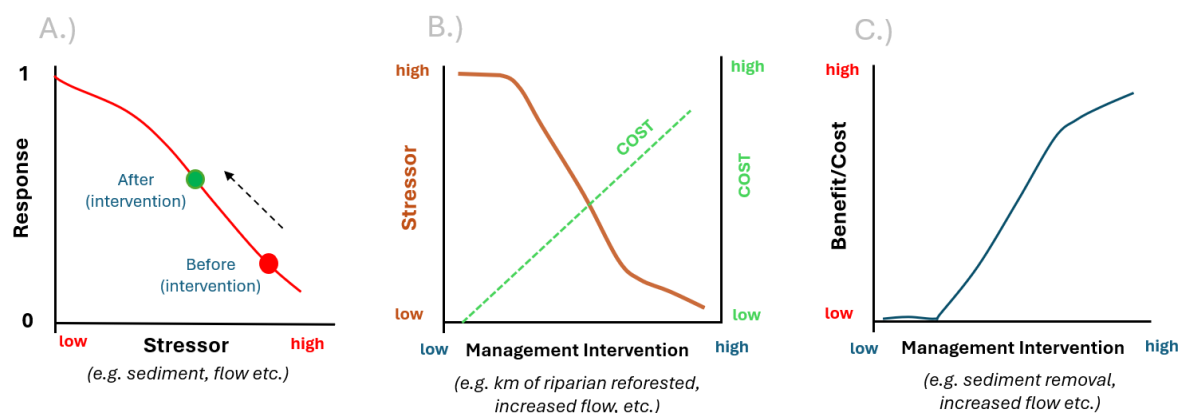 A.)
1
Response
0
After
(intervention)
Before
(intervention)
low
Stressor
high
(e.g. sediment, flow etc.)
B.)
high
Stressor
low
COST
high
COST
low
low
Management Intervention
high
(e.g. km of riparian reforested,
increased flow, etc.)
C.)
high
Benefit/Cost
low
low
Management Intervention
high
(e.g. sediment removal,
increased flow etc.)